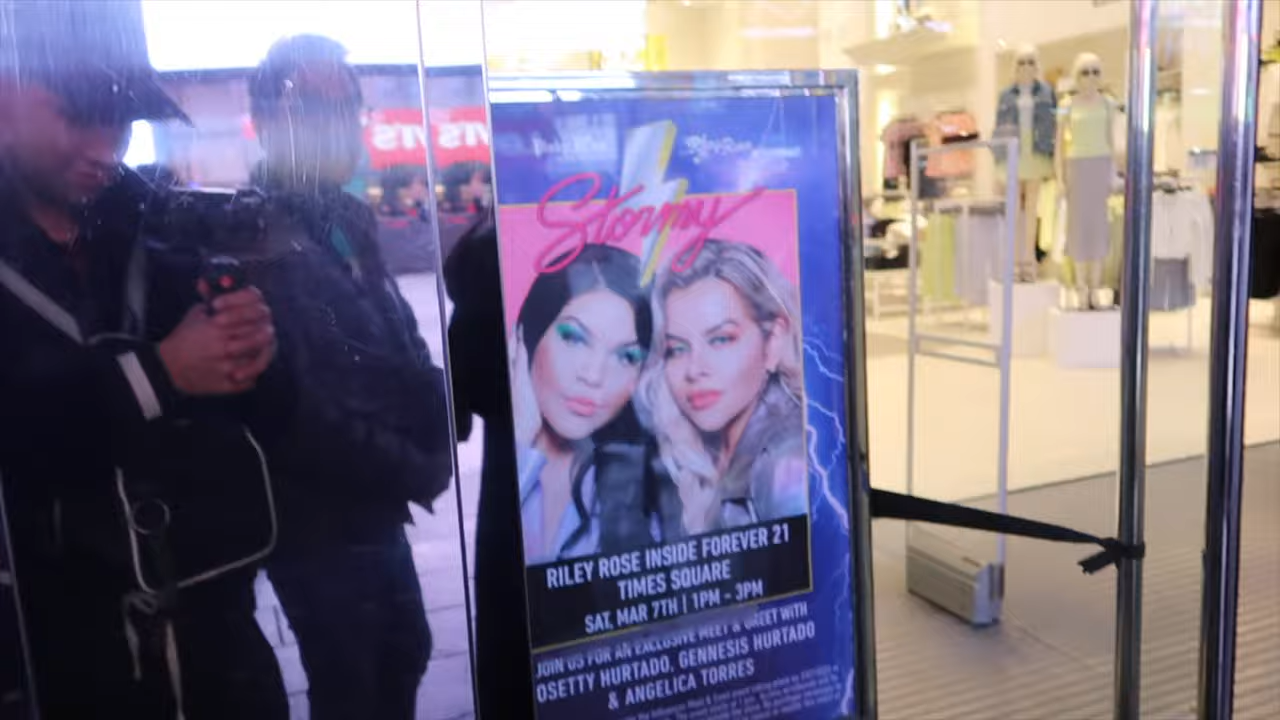 Stormy
RILEY ROSE INSIDE FOREVER 21
TIMES SQUARE
SAT, MAR 7TH | 1PM - 3PM
JOIN US FOR AN EXCLUSIVE MEET & GREET WITH
OSETTY HURTADO, GENNESIS HURTADO
& ANGELICA TORRES